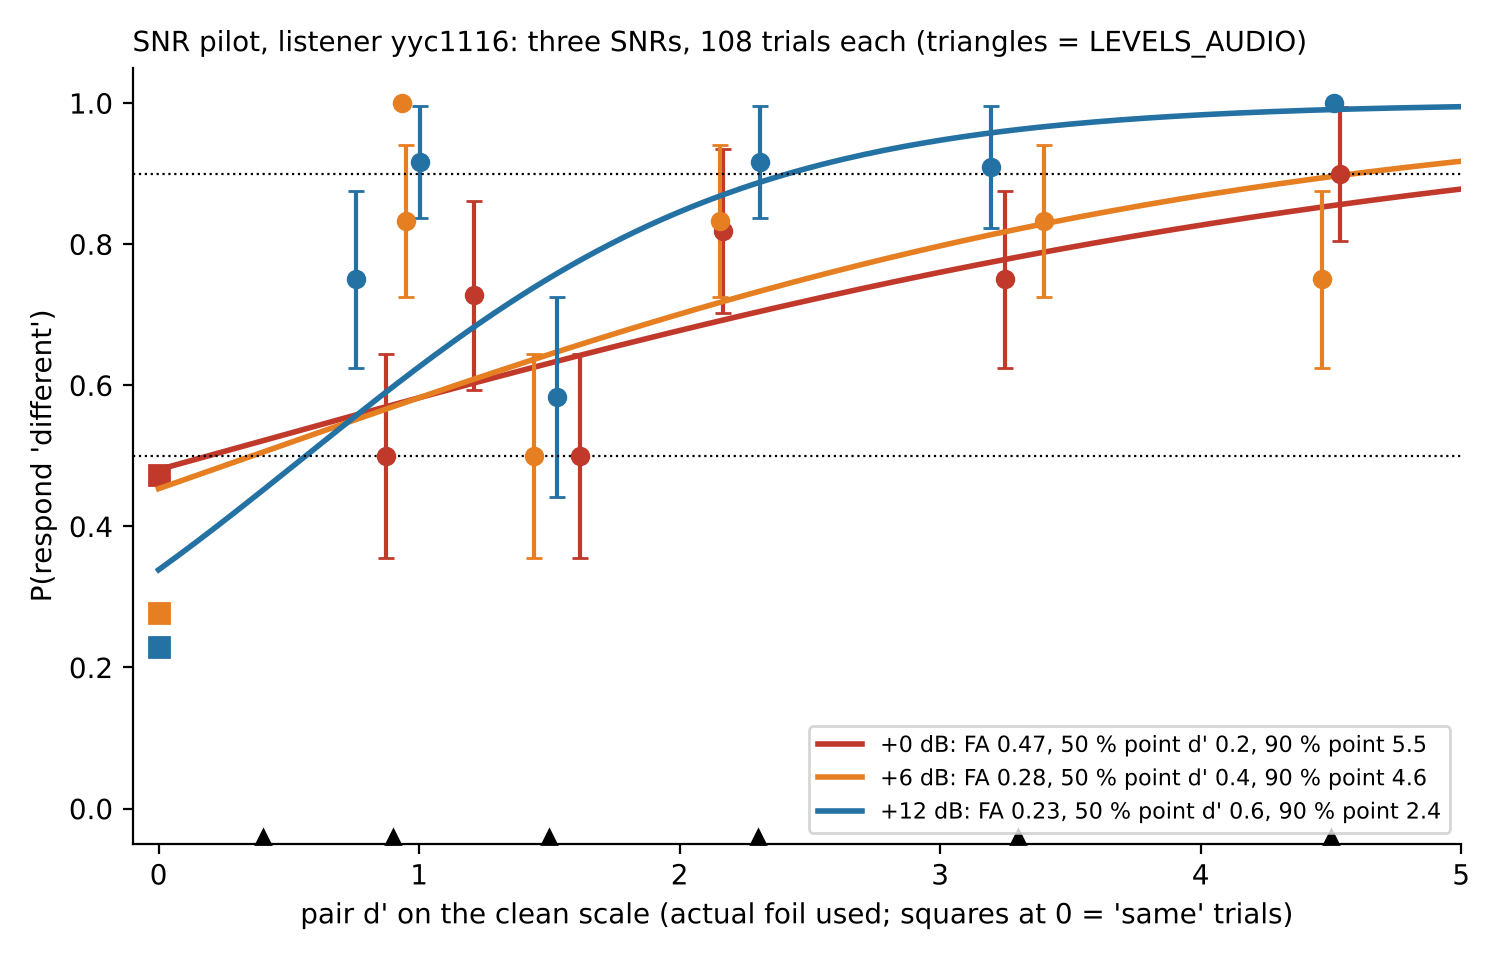 SNR pilot, listener yyc1116: three SNRs, 108 trials each (triangles = LEVELS_AUDIO)
P(respond 'different')
1.0
0.8
0.6
0.4
0.2
0.0
+0 dB: FA 0.47, 50 % point d' 0.2, 90 % point 5.5
+6 dB: FA 0.28, 50 % point d' 0.4, 90 % point 4.6
+12 dB: FA 0.23, 50 % point d' 0.6, 90 % point 2.4
0 1 2 3 4 5
pair d' on the clean scale (actual foil used; squares at 0 = 'same' trials)